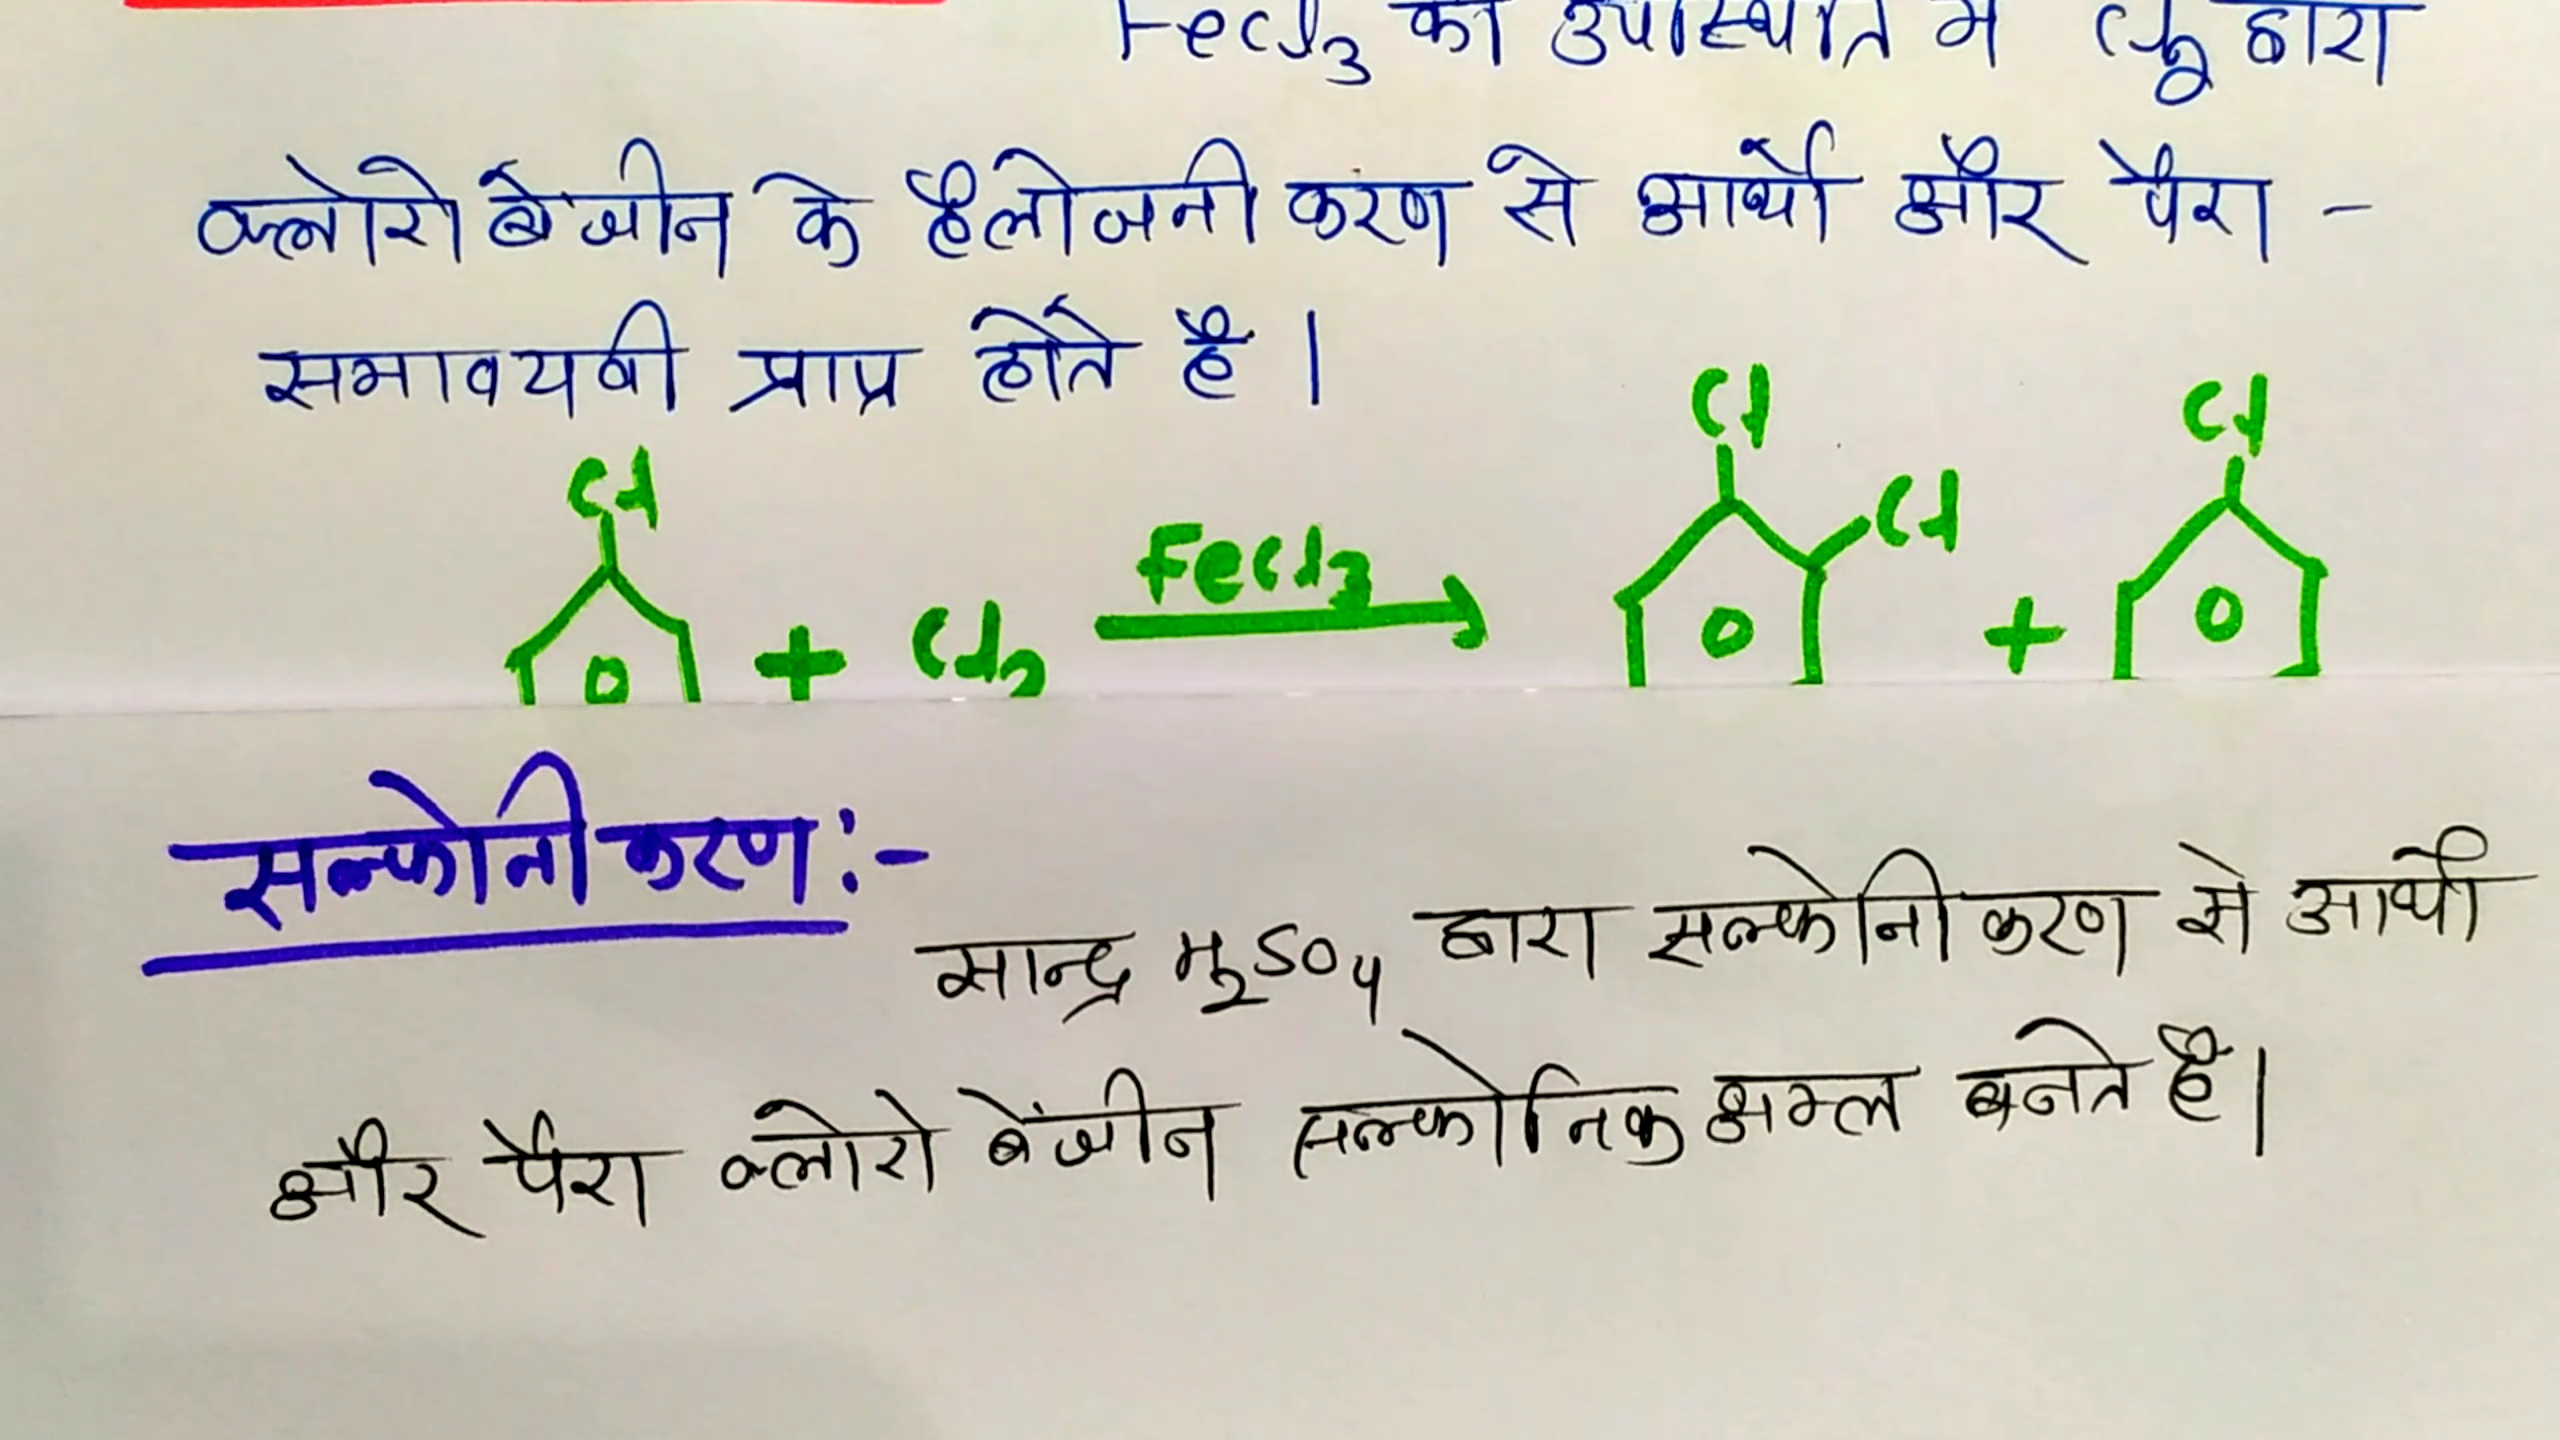 FeCl3 की उपस्थिति में Cl2 द्वारा
क्लोरो बेंजीन के हैलोजनीकरण से आर्थो और पैरा -
समावयवी प्राप्त होते है।
Cl
Cl
Cl
Cl
FeCl3
+ Cl2
+
सल्फोनीकरण :-
सान्द्र H2SO4 द्वारा सल्फोनीकरण से आर्थो
और पैरा क्लोरो बेंजीन सल्फोनिक अम्ल बनते है।